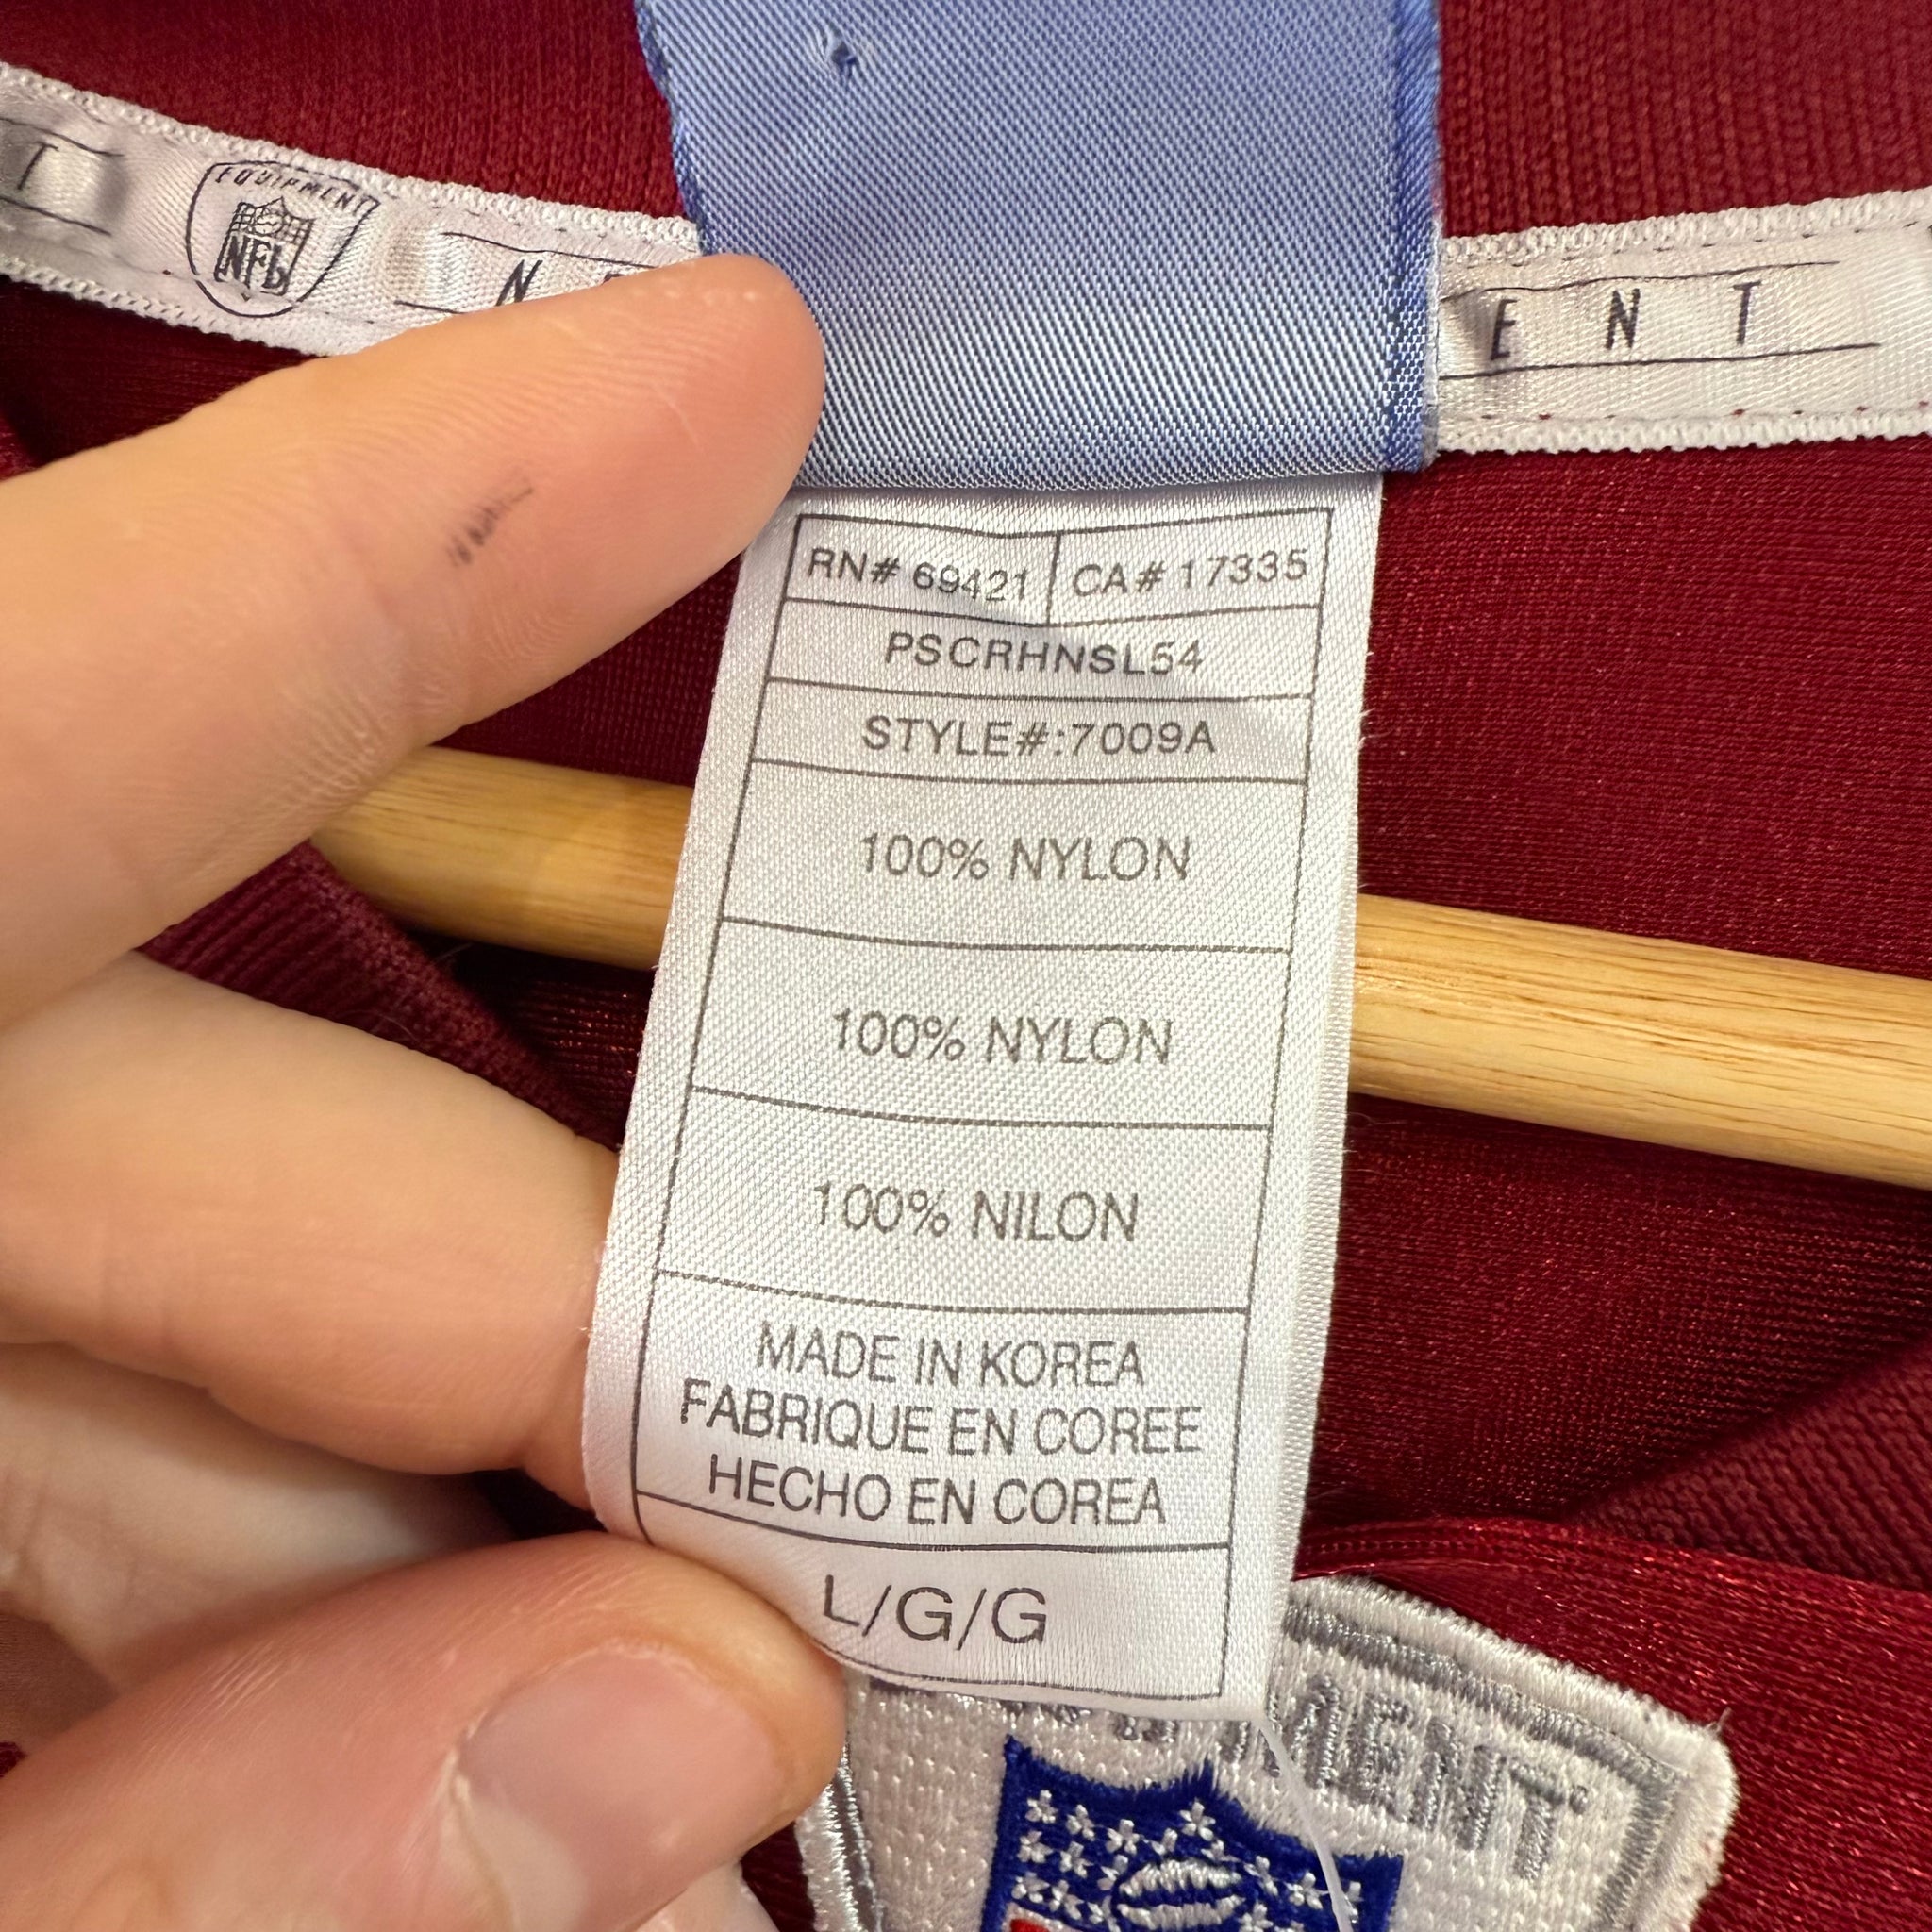 T
EQUIPMENT
NFL
N
E N T
RN# 69421 CA# 17335
PSCRHNSL54
STYLE#:7009A
100% NYLON
100% NYLON
100% NILON
MADE IN KOREA
FABRIQUE EN COREE
HECHO EN COREA
L/G/G